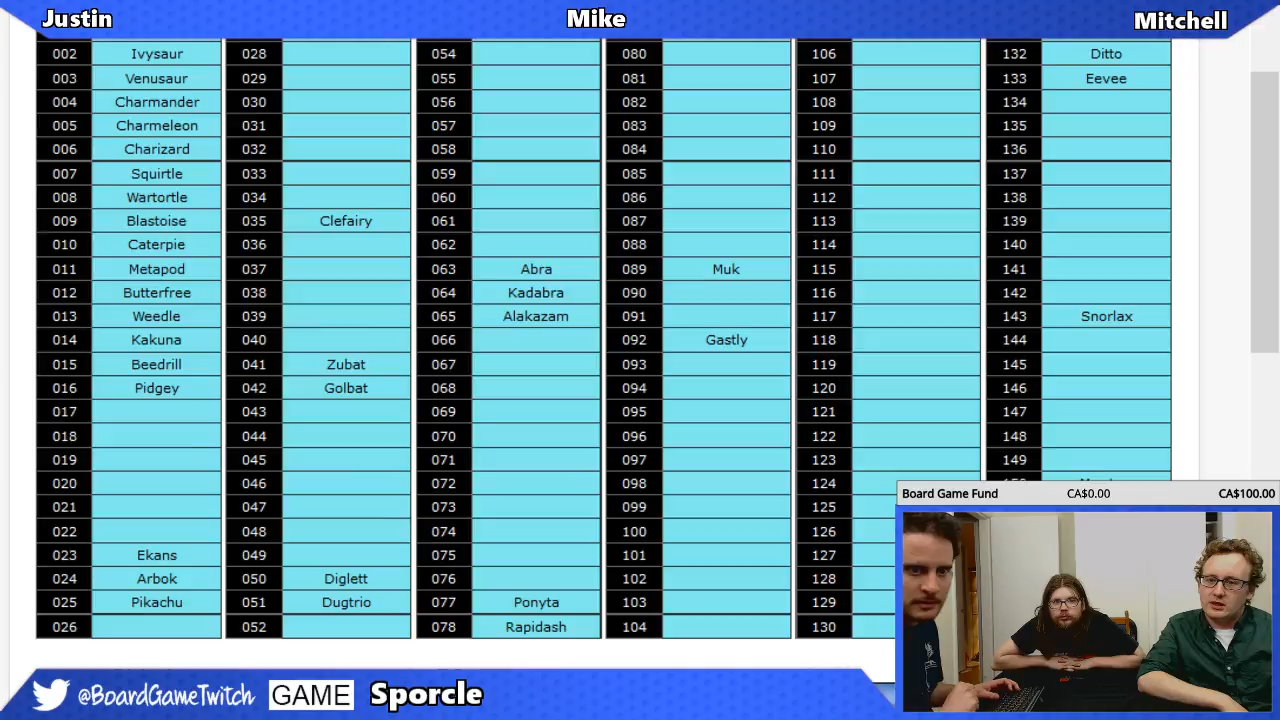 Justin Mike Mitchell
002 Ivysaur 028 054 080 106 132 Ditto
003 Venusaur 029 055 081 107 133 Eevee
004 Charmander 030 056 082 108 134
005 Charmeleon 031 057 083 109 135
006 Charizard 032 058 084 110 136
007 Squirtle 033 059 085 111 137
008 Wartortle 034 060 086 112 138
009 Blastoise 035 Clefairy 061 087 113 139
010 Caterpie 036 062 088 114 140
011 Metapod 037 063 Abra 089 Muk 115 141
012 Butterfree 038 064 Kadabra 090 116 142
013 Weedle 039 065 Alakazam 091 117 143 Snorlax
014 Kakuna 040 066 092 Gastly 118 144
015 Beedrill 041 Zubat 067 093 119 145
016 Pidgey 042 Golbat 068 094 120 146
017 043 069 095 121 147
018 044 070 096 122 148
019 045 071 097 123 149
020 046 072 098 124
021 047 073 099 125
022 048 074 100 126
023 Ekans 049 075 101 127
024 Arbok 050 Diglett 076 102 128
025 Pikachu 051 Dugtrio 077 Ponyta 103 129
026 052 078 Rapidash 104 130
Board Game Fund CA$0.00 CA$100.00
@BoardGameTwitch GAME Sporcle